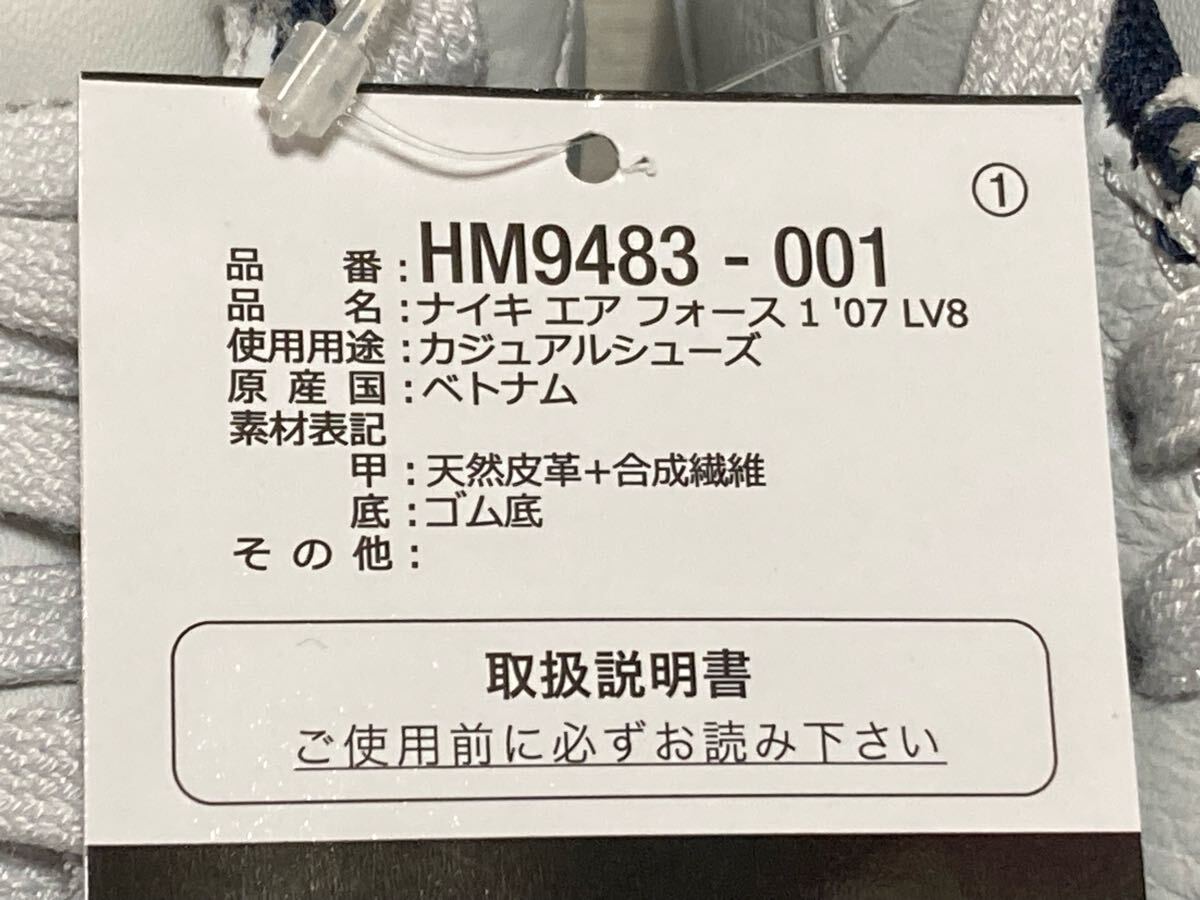 ①
品番:HM9483-001
品名:ナイキ エア フォース 1 '07 LV8
使用用途:カジュアルシューズ
原産国:ベトナム
素材表記
甲:天然皮革+合成繊維
底:ゴム底
その他:
取扱説明書
ご使用前に必ずお読み下さい